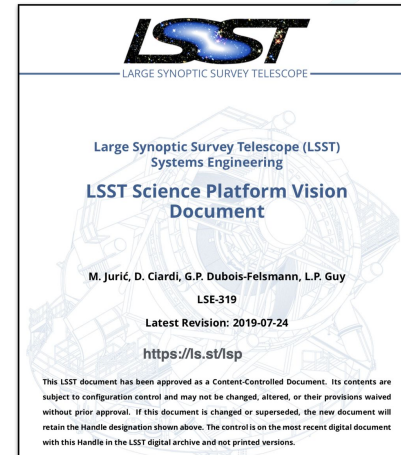 LSST
LARGE SYNOPTIC SURVEY TELESCOPE
Large Synoptic Survey Telescope (LSST)
Systems Engineering
LSST Science Platform Vision
Document
M. Jurić, D. Ciardi, G.P. Dubois-Felsmann, L.P. Guy
LSE-319
Latest Revision: 2019-07-24
https://ls.st/lsp
This LSST document has been approved as a Content-Controlled Document. Its contents are
subject to configuration control and may not be changed, altered, or their provisions waived
without prior approval. If this document is changed or superseded, the new document will
retain the Handle designation shown above. The control is on the most recent digital document
with this Handle in the LSST digital archive and not printed versions.